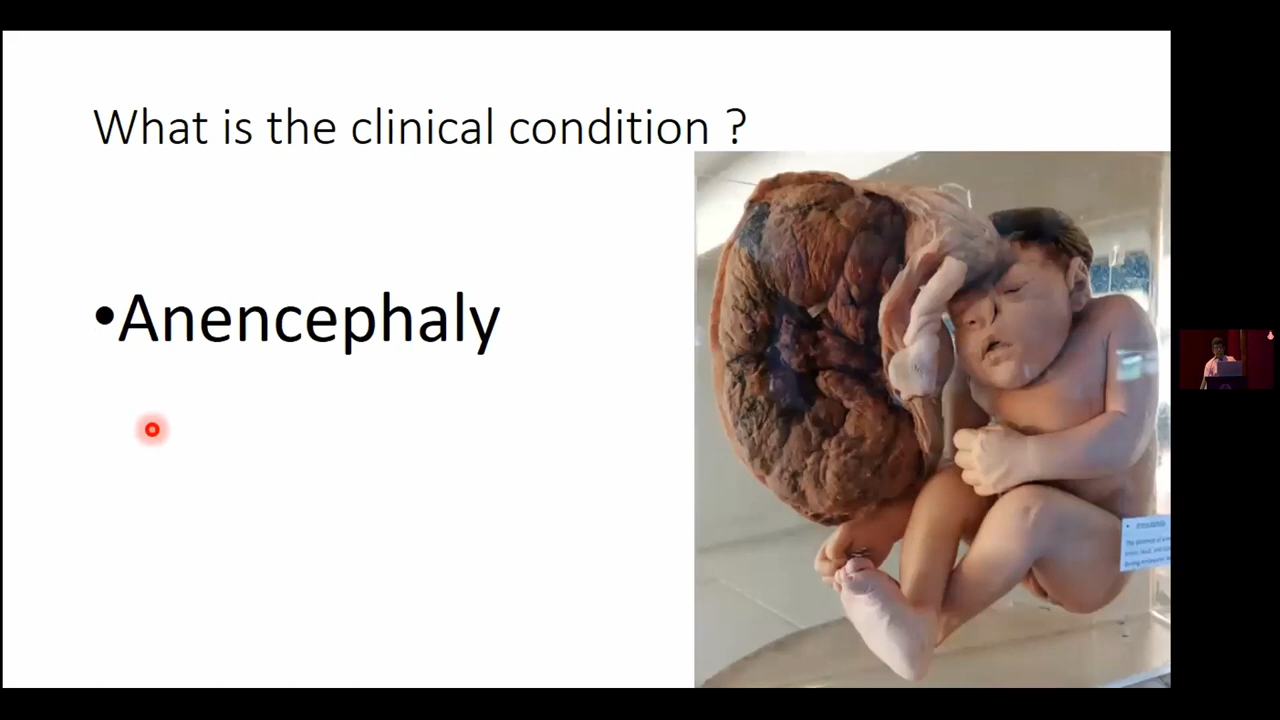 What is the clinical condition ?
•Anencephaly